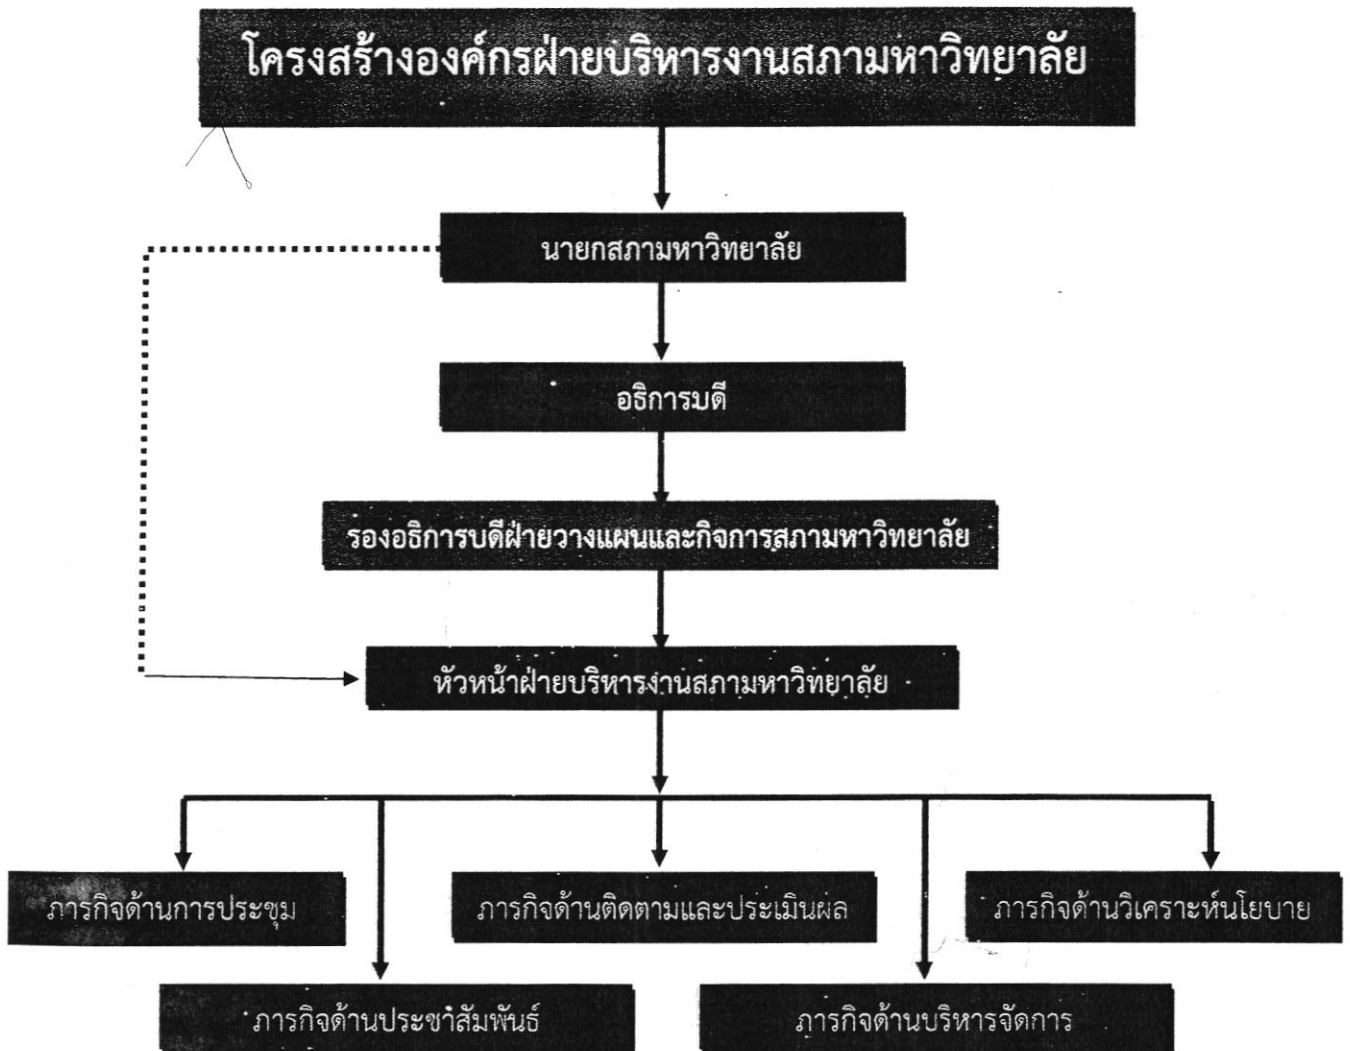 โครงสร้างองค์กรฝ่ายบริหารงานสภามหาวิทยาลัย
นายกสภามหาวิทยาลัย
อธิการบดี
รองอธิการบดีฝ่ายวางแผนและกิจการสภามหาวิทยาลัย
หัวหน้าฝ่ายบริหารงานสภามหาวิทยาลัย
ภารกิจด้านการประชุม
ภารกิจด้านติดตามและประเมินผล
ภารกิจด้านวิเคราะห์นโยบาย
ภารกิจด้านประชาสัมพันธ์
ภารกิจด้านบริหารจัดการ